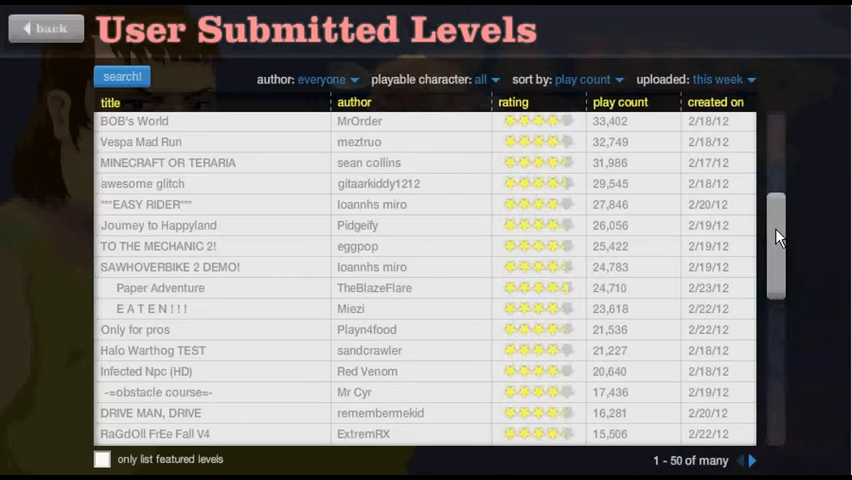 back
User Submitted Levels
search!
author: everyone playable character: all sort by: play count uploaded: this week
title author rating play count created on
BOB's World MrOrder 33,402 2/18/12
Vespa Mad Run meztruo 32,749 2/18/12
MINECRAFT OR TERARIA sean collins 31,986 2/17/12
awesome glitch gitaarkiddy1212 29,545 2/18/12
***EASY RIDER*** Ioannhs miro 27,846 2/20/12
Journey to Happyland Pidgeify 26,056 2/19/12
TO THE MECHANIC 2! eggpop 25,422 2/19/12
SAWHOVERBIKE 2 DEMO! Ioannhs miro 24,783 2/19/12
Paper Adventure TheBlazeFlare 24,710 2/23/12
E A T E N ! ! ! Miezi 23,618 2/22/12
Only for pros Playn4food 21,536 2/22/12
Halo Warthog TEST sandcrawler 21,227 2/18/12
Infected Npc (HD) Red Venom 20,640 2/18/12
-=obstacle course=- Mr Cyr 17,436 2/19/12
DRIVE MAN, DRIVE remembermekid 16,281 2/20/12
RaGdOll FrEe Fall V4 ExtremRX 15,506 2/22/12
only list featured levels 1 - 50 of many